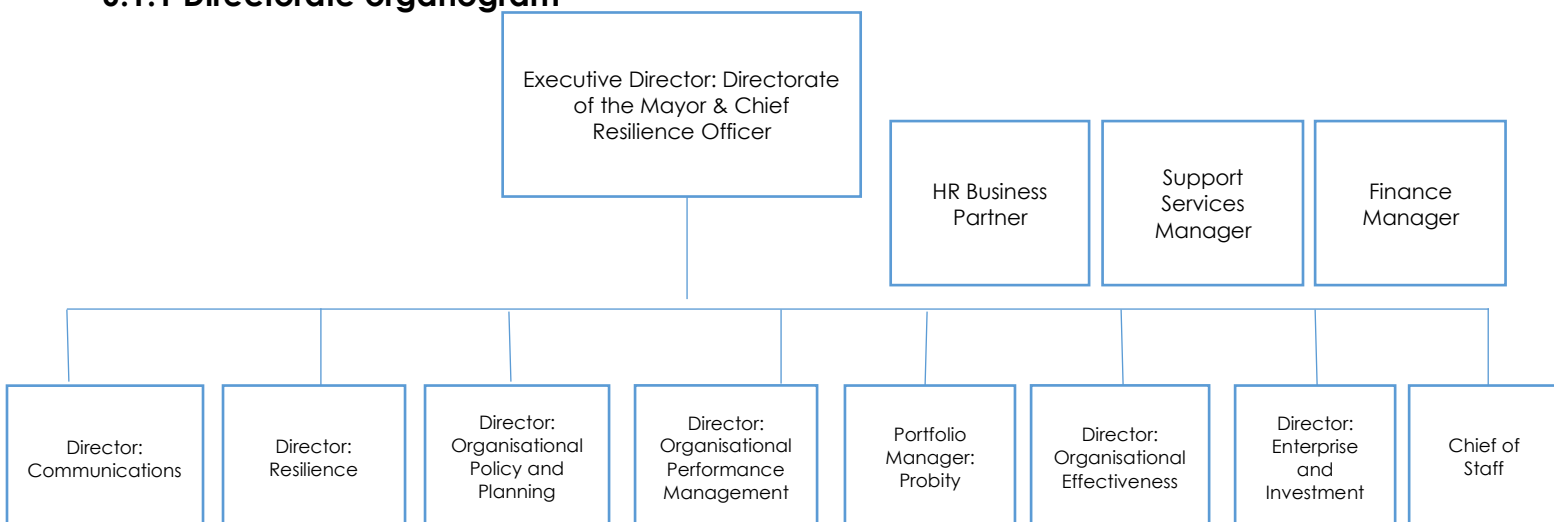 Executive Director: Directorate
of the Mayor & Chief
Resilience Officer
HR Business
Partner
Support
Services
Manager
Finance
Manager
Director:
Communications
Director:
Resilience
Director:
Organisational
Policy and
Planning
Director:
Organisational
Performance
Management
Portfolio
Manager:
Probity
Director:
Organisational
Effectiveness
Director:
Enterprise
and
Investment
Chief of
Staff